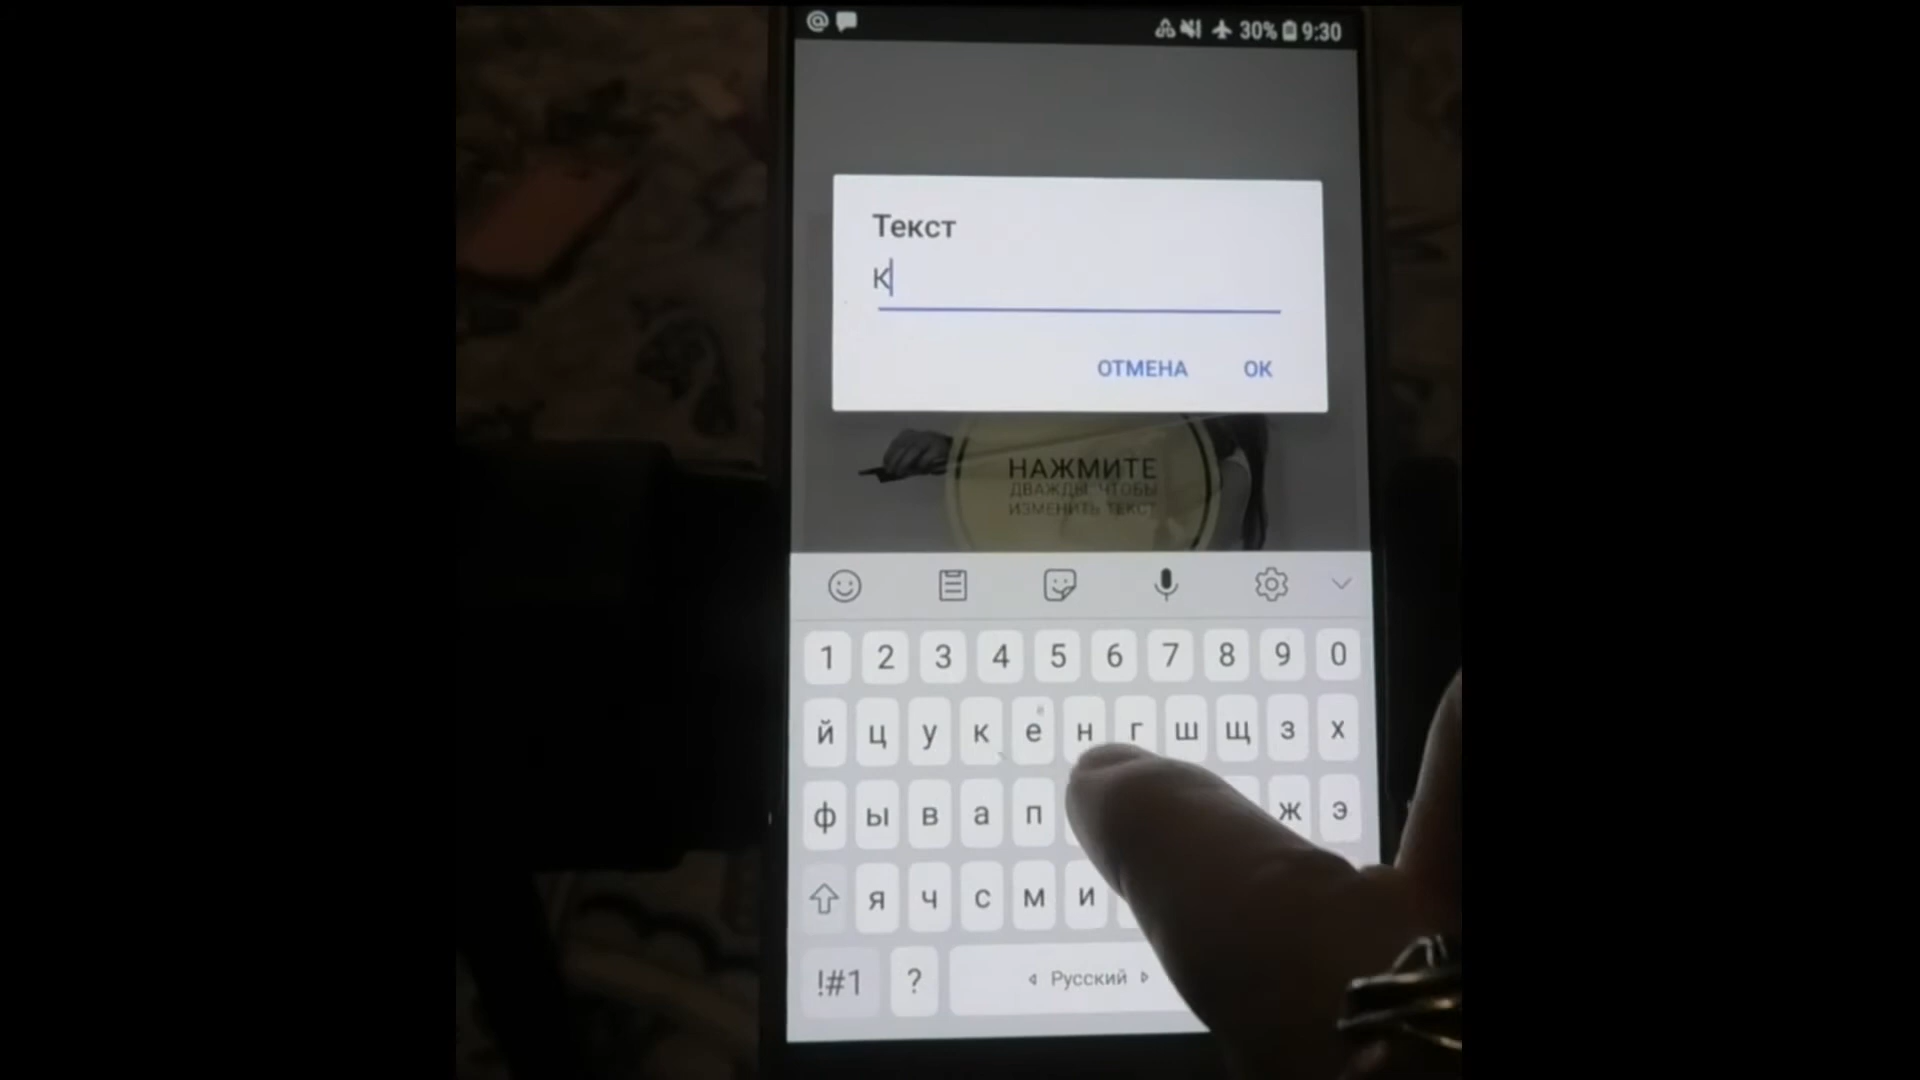 @ 30% 9:30
Текст
К
ОТМЕНА ОК
НАЖМИТЕ
ДВАЖДЫ, ЧТОБЫ
ИЗМЕНИТЬ ТЕКСТ
1 2 3 4 5 6 7 8 9 0
й ц у к е ё н г ш щ з х
ф ы в а п ж э
я ч с м и
!#1 ? Русский